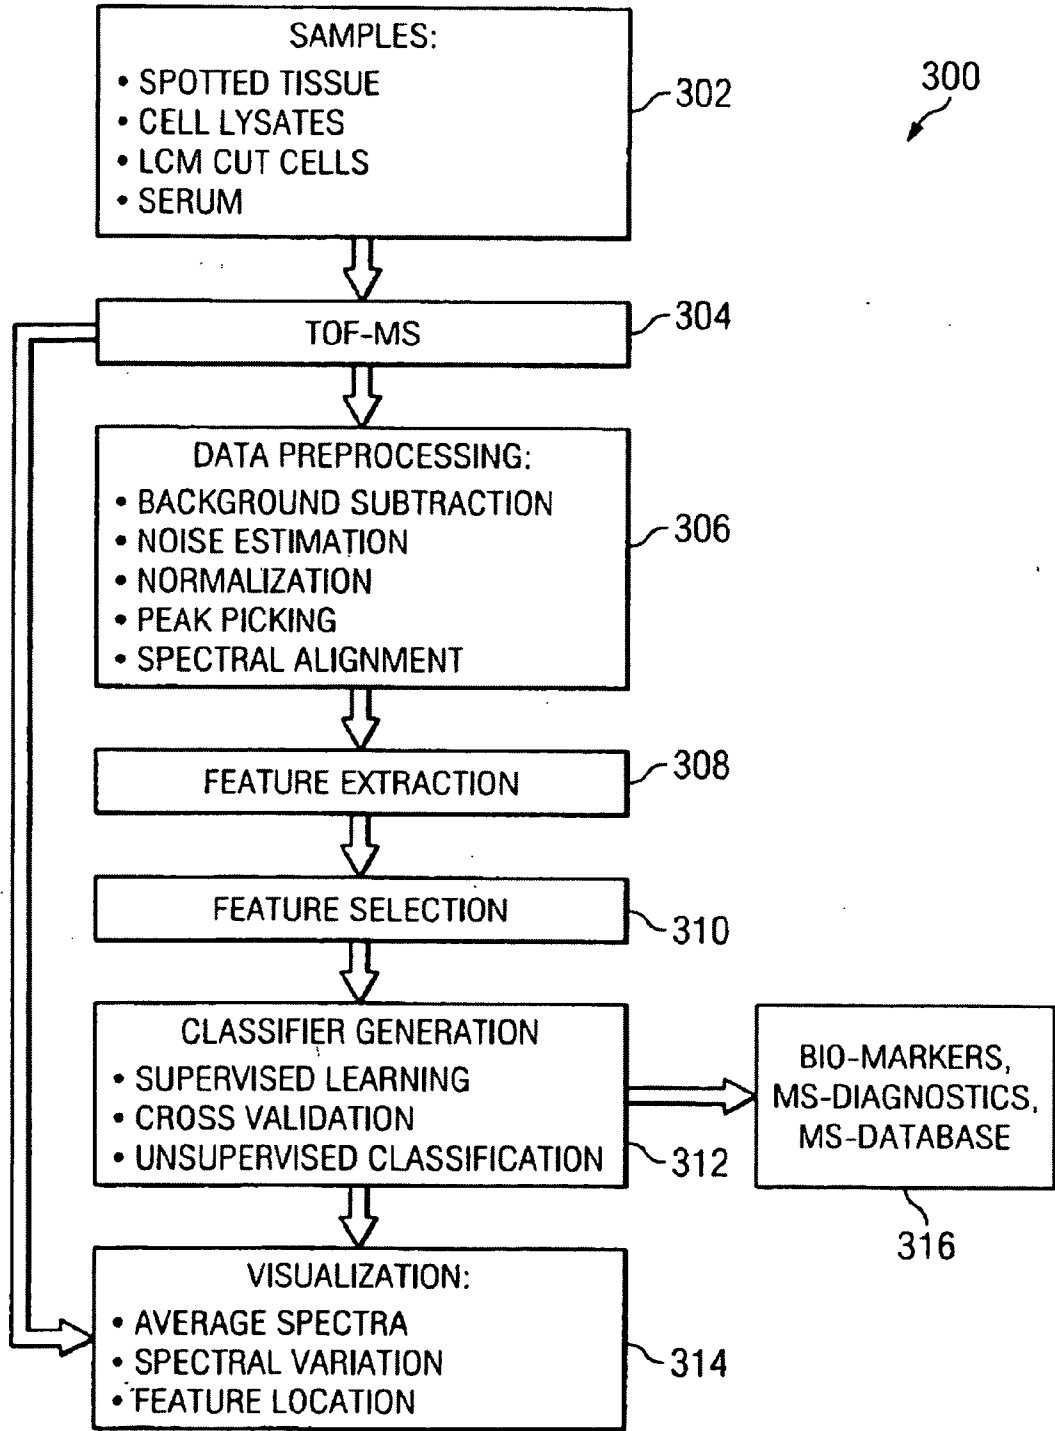 SAMPLES:
• SPOTTED TISSUE
• CELL LYSATES
• LCM CUT CELLS
• SERUM
302
300
TOF-MS
304
DATA PREPROCESSING:
• BACKGROUND SUBTRACTION
• NOISE ESTIMATION
• NORMALIZATION
• PEAK PICKING
• SPECTRAL ALIGNMENT
306
FEATURE EXTRACTION
308
FEATURE SELECTION
310
CLASSIFIER GENERATION
• SUPERVISED LEARNING
• CROSS VALIDATION
• UNSUPERVISED CLASSIFICATION
312
BIO-MARKERS,
MS-DIAGNOSTICS,
MS-DATABASE
316
VISUALIZATION:
• AVERAGE SPECTRA
• SPECTRAL VARIATION
• FEATURE LOCATION
314